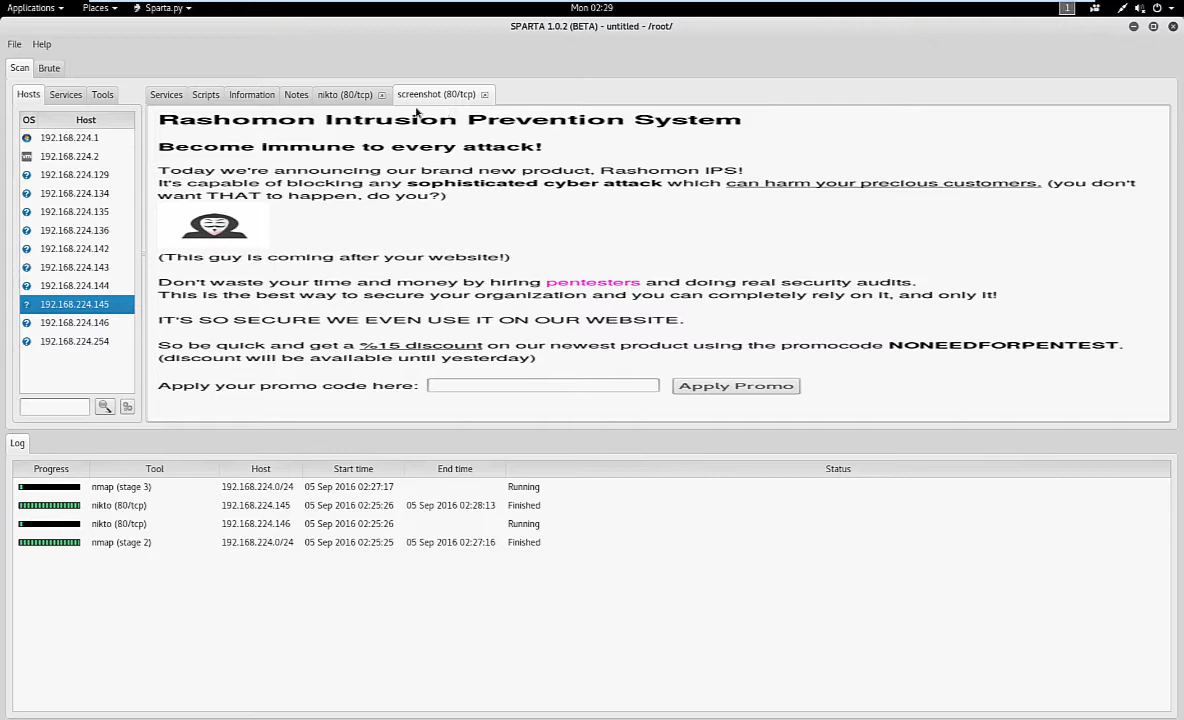 Applications Places Sparta.py Mon 02:29 1
SPARTA 1.0.2 (BETA) - untitled - /root/
File Help
Scan Brute
Hosts Services Tools Services Scripts Information Notes nikto (80/tcp) screenshot (80/tcp)
OS Host
192.168.224.1
vm 192.168.224.2
? 192.168.224.129
? 192.168.224.134
? 192.168.224.135
? 192.168.224.136
? 192.168.224.142
? 192.168.224.143
? 192.168.224.144
? 192.168.224.145
? 192.168.224.146
? 192.168.224.254
Rashomon Intrusion Prevention System
Become Immune to every attack!
Today we're announcing our brand new product, Rashomon IPS!
It's capable of blocking any sophisticated cyber attack which can harm your precious customers. (you don't
want THAT to happen, do you?)
(This guy is coming after your website!)
Don't waste your time and money by hiring pentesters and doing real security audits.
This is the best way to secure your organization and you can completely rely on it, and only it!
IT'S SO SECURE WE EVEN USE IT ON OUR WEBSITE.
So be quick and get a %15 discount on our newest product using the promocode NONEEDFORPENTEST.
(discount will be available until yesterday)
Apply your promo code here: Apply Promo
Log
Progress Tool Host Start time End time Status
nmap (stage 3) 192.168.224.0/24 05 Sep 2016 02:27:17 Running
nikto (80/tcp) 192.168.224.145 05 Sep 2016 02:25:26 05 Sep 2016 02:28:13 Finished
nikto (80/tcp) 192.168.224.146 05 Sep 2016 02:25:26 Running
nmap (stage 2) 192.168.224.0/24 05 Sep 2016 02:25:25 05 Sep 2016 02:27:16 Finished